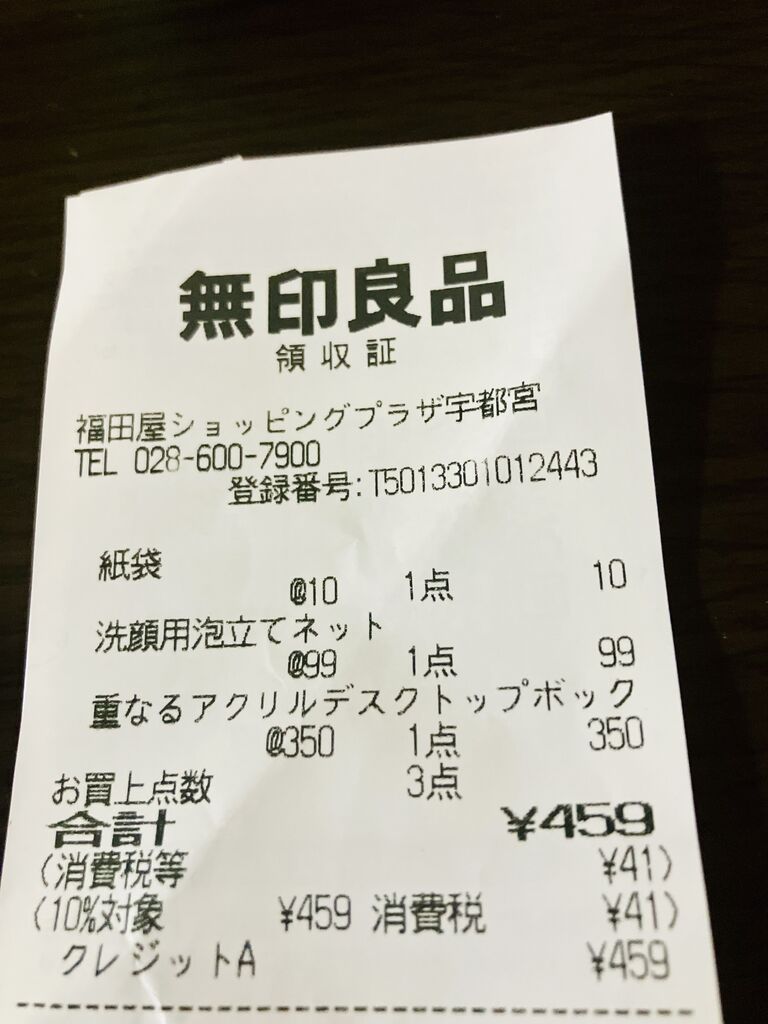 無印良品
領収証
福田屋ショッピングプラザ宇都宮
TEL 028-600-7900
登録番号:T5013301012443
紙袋
@10 1点 10
洗顔用泡立てネット
@99 1点 99
重なるアクリルデスクトップボック
@350 1点 350
お買上点数 3点
合計 ¥459
(消費税等 ¥41)
(10%対象 ¥459 消費税 ¥41)
クレジットA ¥459